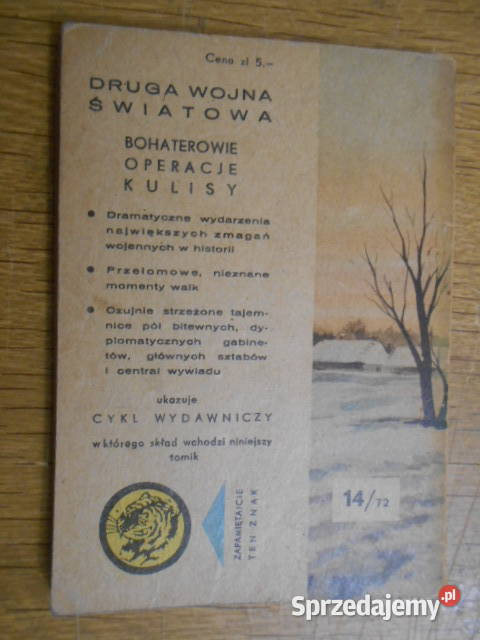 Cena zł 5.–
DRUGA WOJNA
ŚWIATOWA
BOHATEROWIE
OPERACJE
KULISY
● Dramatyczne wydarzenia
największych zmagań
wojennych w historii
● Przełomowe, nieznane
momenty walk
● Czujnie strzeżone tajem-
nice pól bitewnych, dy-
plomatycznych gabine-
tów, głównych sztabów
i central wywiadu
ukazuje
CYKL WYDAWNICZY
w którego skład wchodzi niniejszy
tomik
ZAPAMIĘTAJCIE
TEN ZNAK
14/72
Sprzedajemy.pl